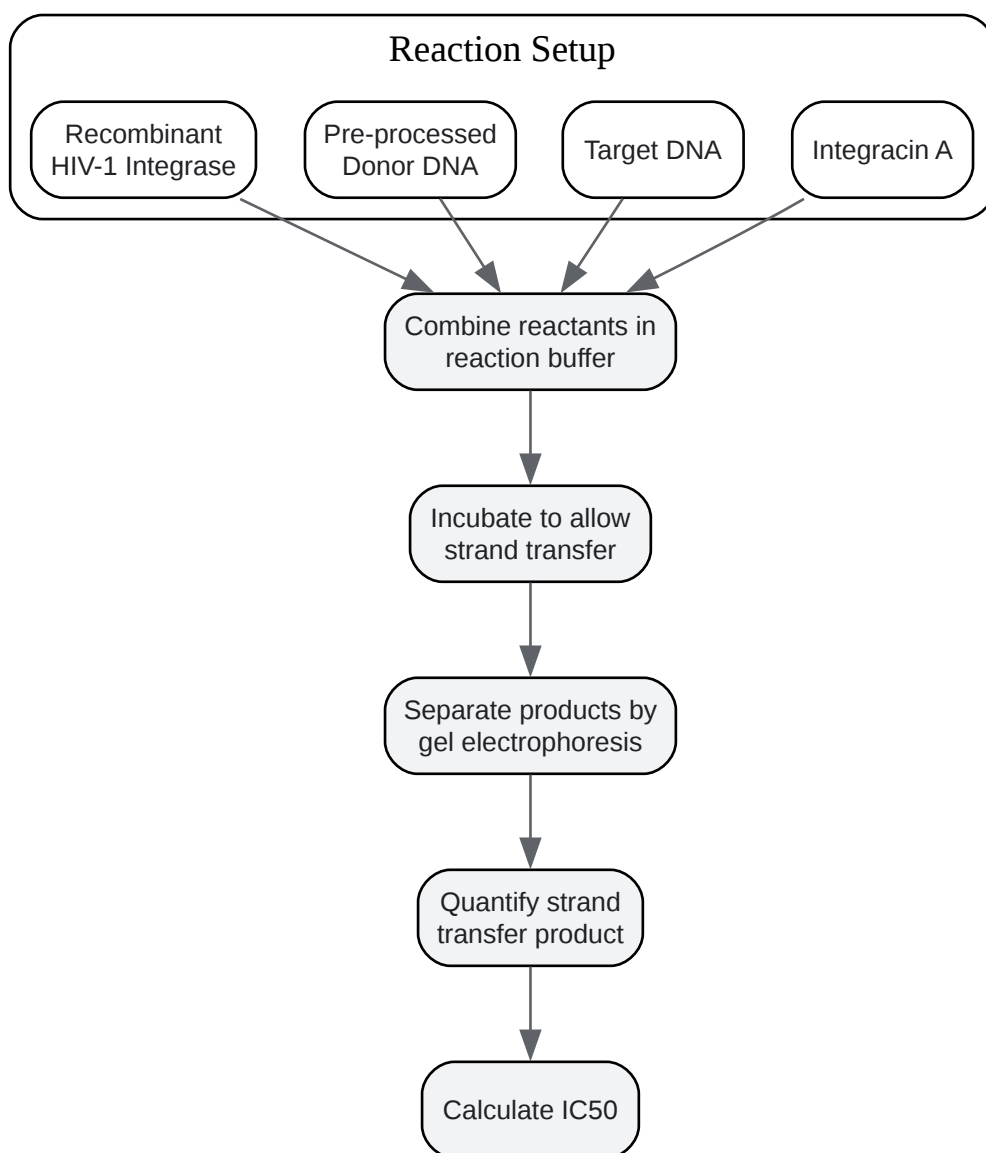 Reaction Setup
Recombinant
HIV-1 Integrase
Pre-processed
Donor DNA
Target DNA
Integracin A
Combine reactants in
reaction buffer
Incubate to allow
strand transfer
Separate products by
gel electrophoresis
Quantify strand
transfer product
Calculate IC50